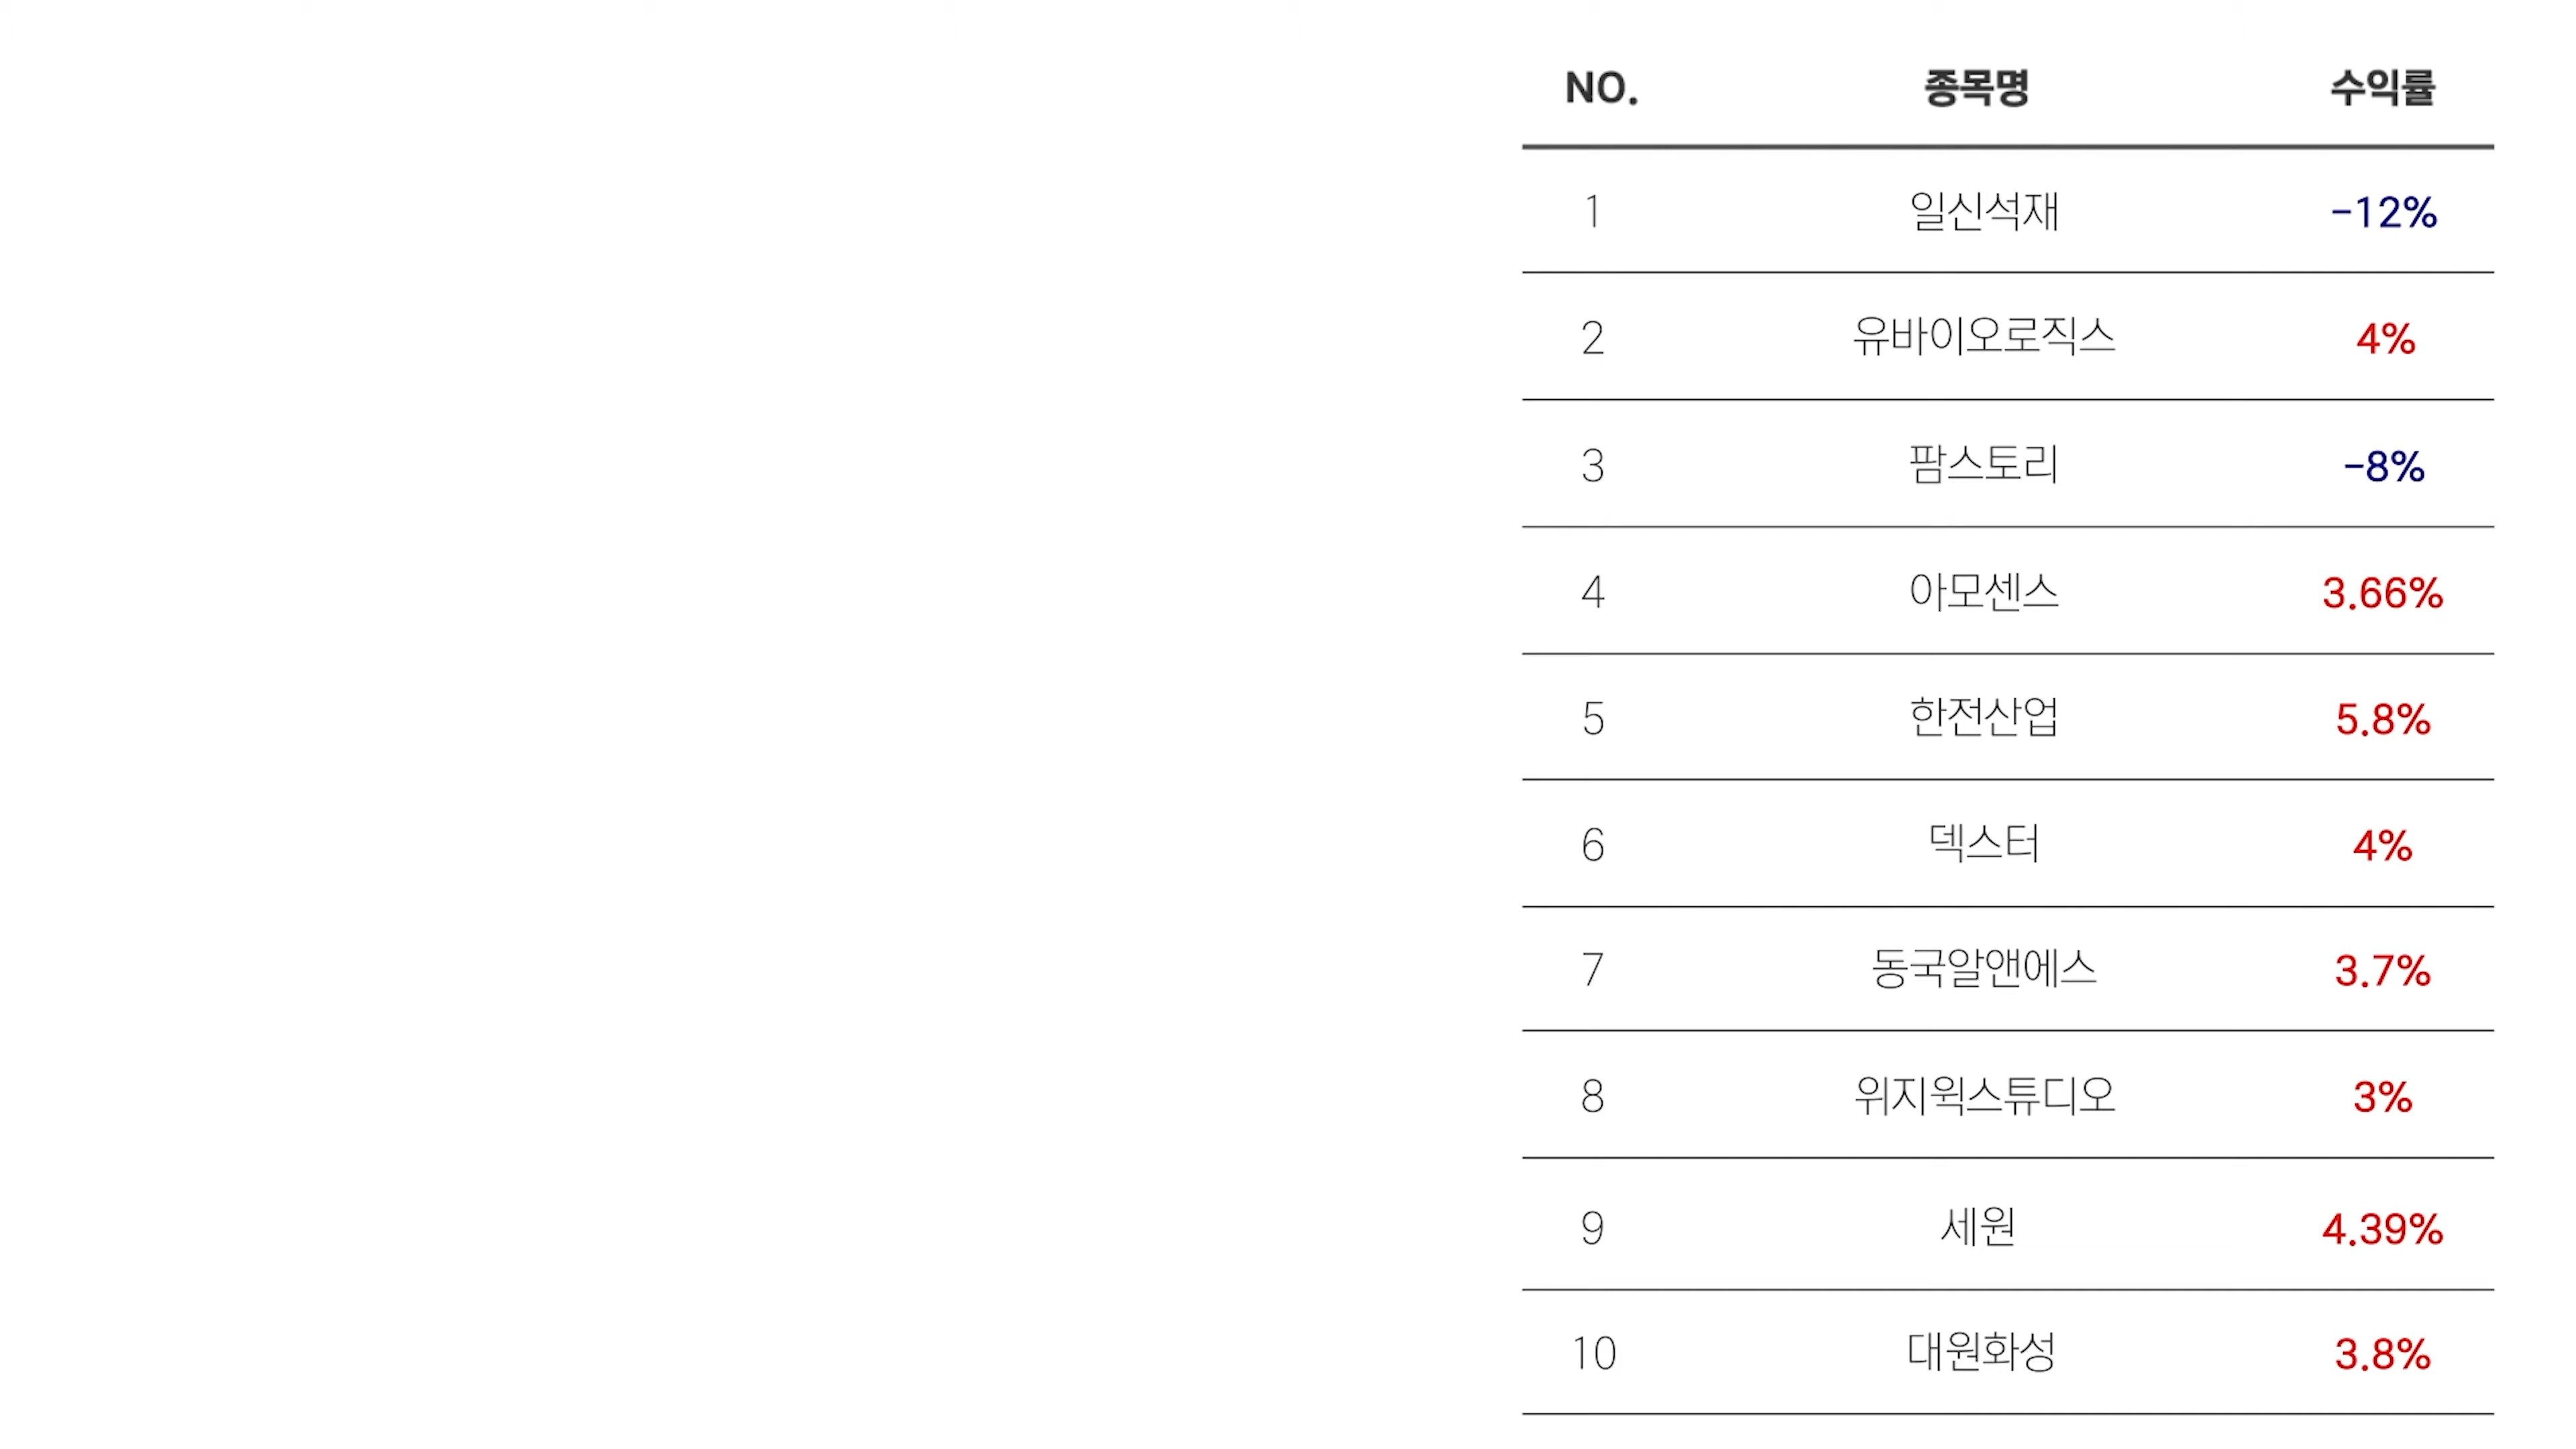 NO. 종목명 수익률
1 일신석재 -12%
2 유바이오로직스 4%
3 팜스토리 -8%
4 아모센스 3.66%
5 한전산업 5.8%
6 덱스터 4%
7 동국알앤에스 3.7%
8 위지윅스튜디오 3%
9 세원 4.39%
10 대원화성 3.8%